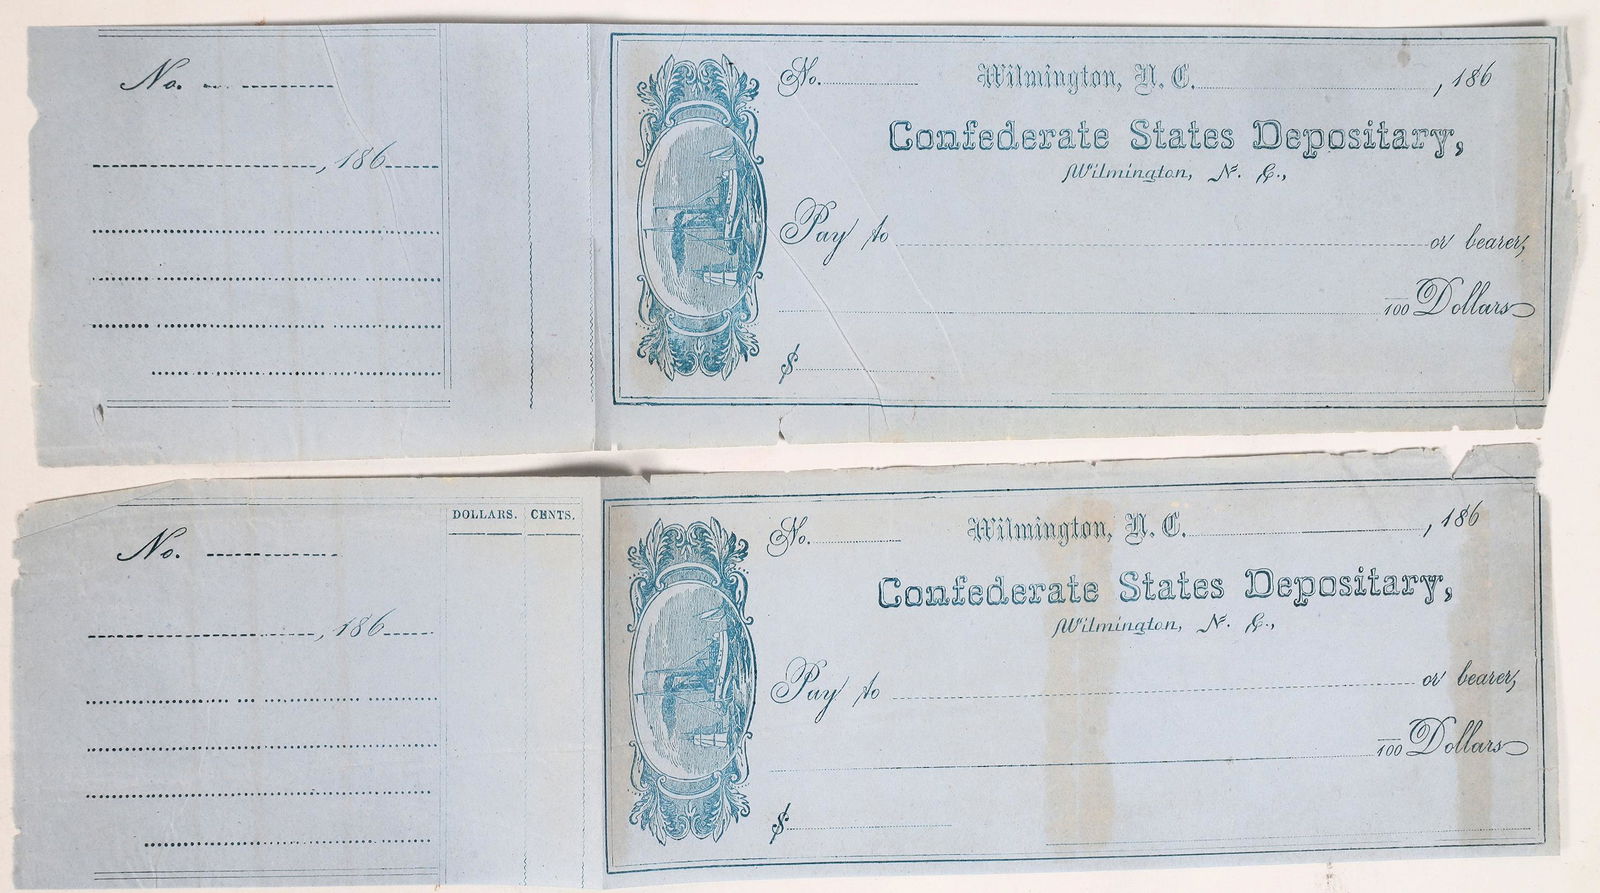 No.
, 186
No. Wilmington, N. C. , 186
Confederate States Depositary,
Wilmington, N. C.,
Pay to or bearer,
100 Dollars
$
DOLLARS. CENTS.
No.
, 186
No. Wilmington, N. C. , 186
Confederate States Depositary,
Wilmington, N. C.,
Pay to or bearer,
100 Dollars
$